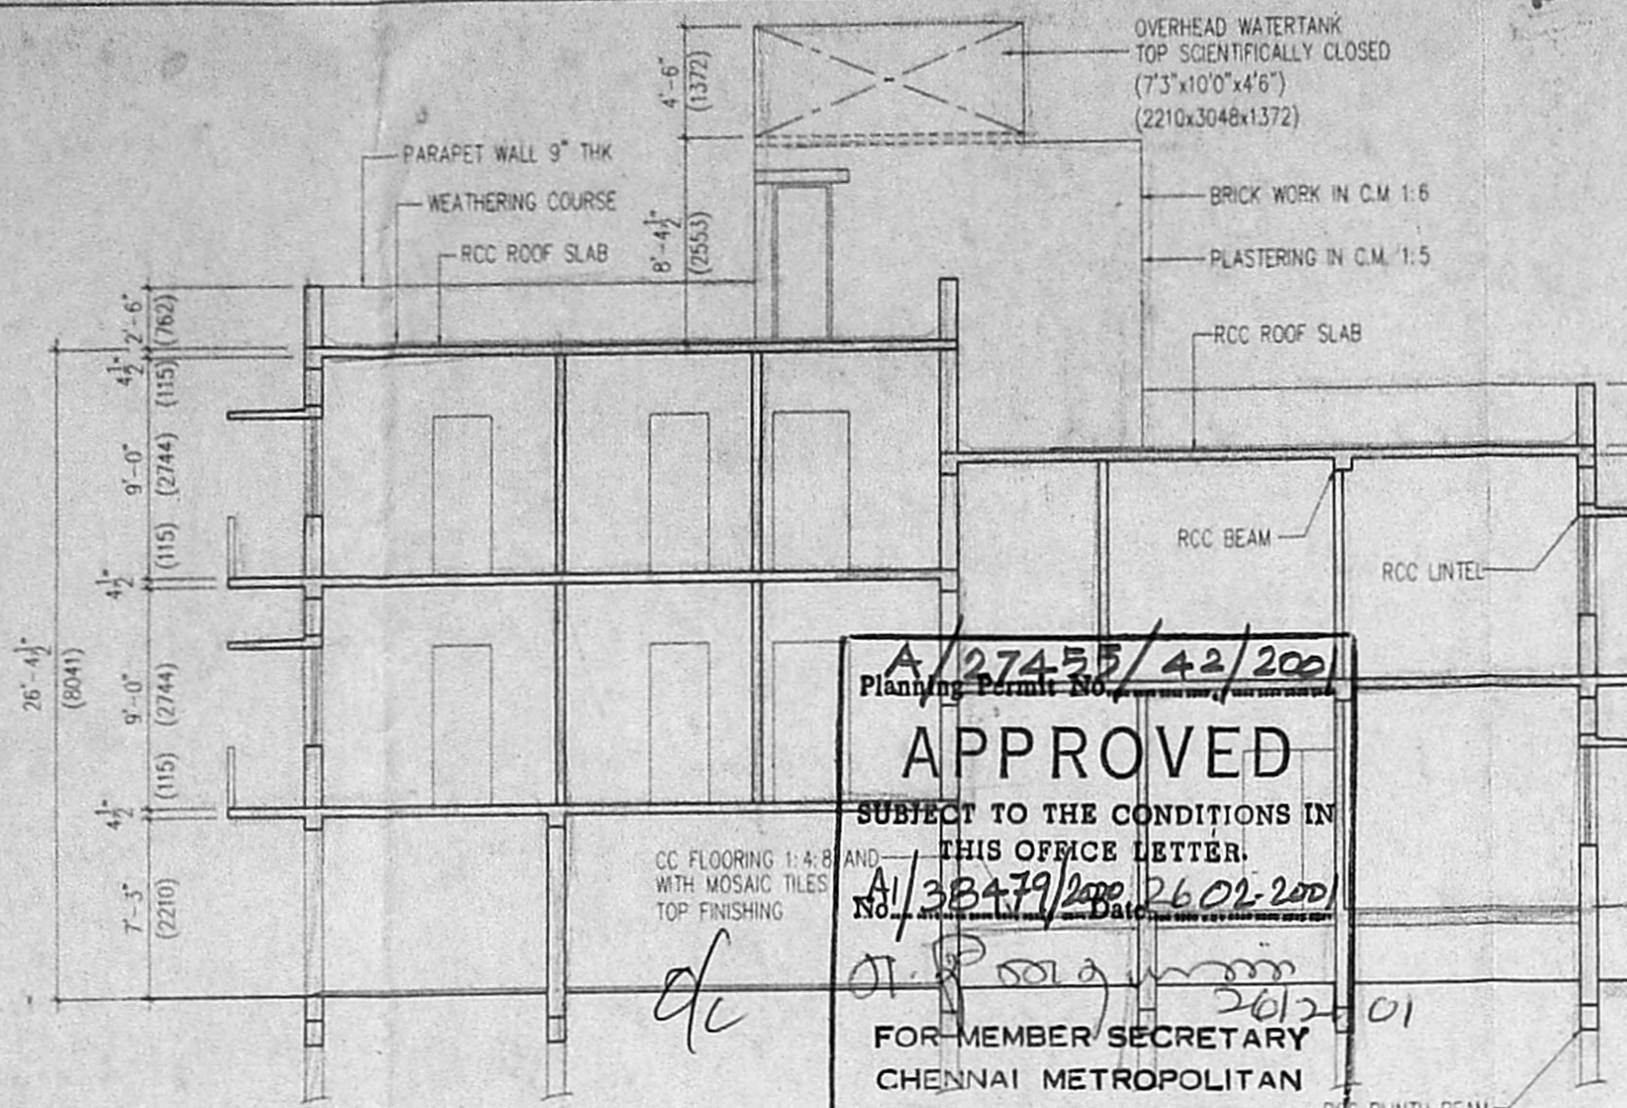 OVERHEAD WATERTANK
TOP SCIENTIFICALLY CLOSED
(7'3"x10'0"x4'6")
(2210x3048x1372)
4'-6"
(1372)
PARAPET WALL 9" THK
WEATHERING COURSE
RCC ROOF SLAB
8'-4½"
(2553)
BRICK WORK IN C.M 1:6
PLASTERING IN C.M. 1:5
RCC ROOF SLAB
2'-6"
(762)
4½"
(115)
9'-0"
(2744)
4½"
(115)
9'-0"
(2744)
4½"
(115)
7'-3"
(2210)
26'-4½"
(8041)
RCC BEAM
RCC LINTEL
CC FLOORING 1:4:8 AND
WITH MOSAIC TILES
TOP FINISHING
Planning Permit No. A/27455/42/2001
APPROVED
SUBJECT TO THE CONDITIONS IN
THIS OFFICE LETTER.
No. A1/38479/2000 Date 26 02-2001
FOR MEMBER SECRETARY
CHENNAI METROPOLITAN
RCC PLINTH BEAM